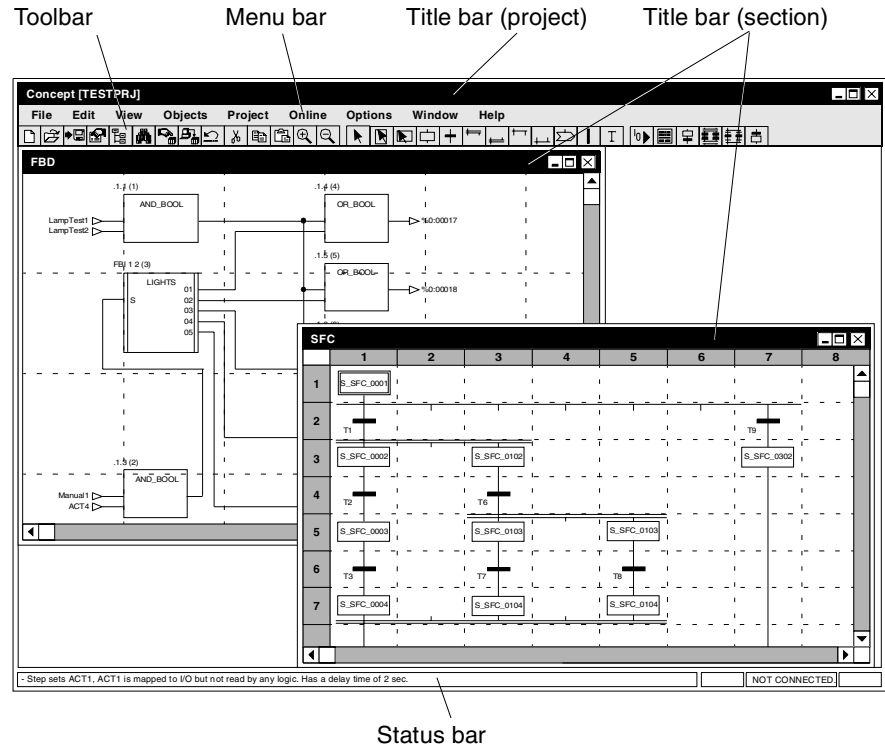 Toolbar Menu bar Title bar (project) Title bar (section)
Concept [TESTPRJ]
File Edit View Objects Project Online Options Window Help
FBD
.1.1 (1) .1.4 (4)
AND_BOOL OR_BOOL
LampTest1 %0:00017
LampTest2
.1.5 (5)
FBI 1 2 (3) OR_BOOL
LIGHTS
S 01 %0:00018
02
03
04
05
SFC
1 2 3 4 5 6 7 8
1 S_SFC_0001
2 T1 T9
3 S_SFC_0002 S_SFC_0102 S_SFC_0302
.1.3 (2)
AND_BOOL
Manual1
ACT4
4 T2 T6
5 S_SFC_0003 S_SFC_0103 S_SFC_0103
6 T3 T7 T8
7 S_SFC_0004 S_SFC_0104 S_SFC_0104
- Step sets ACT1, ACT1 is mapped to I/O but not read by any logic. Has a delay time of 2 sec. NOT CONNECTED.
Status bar